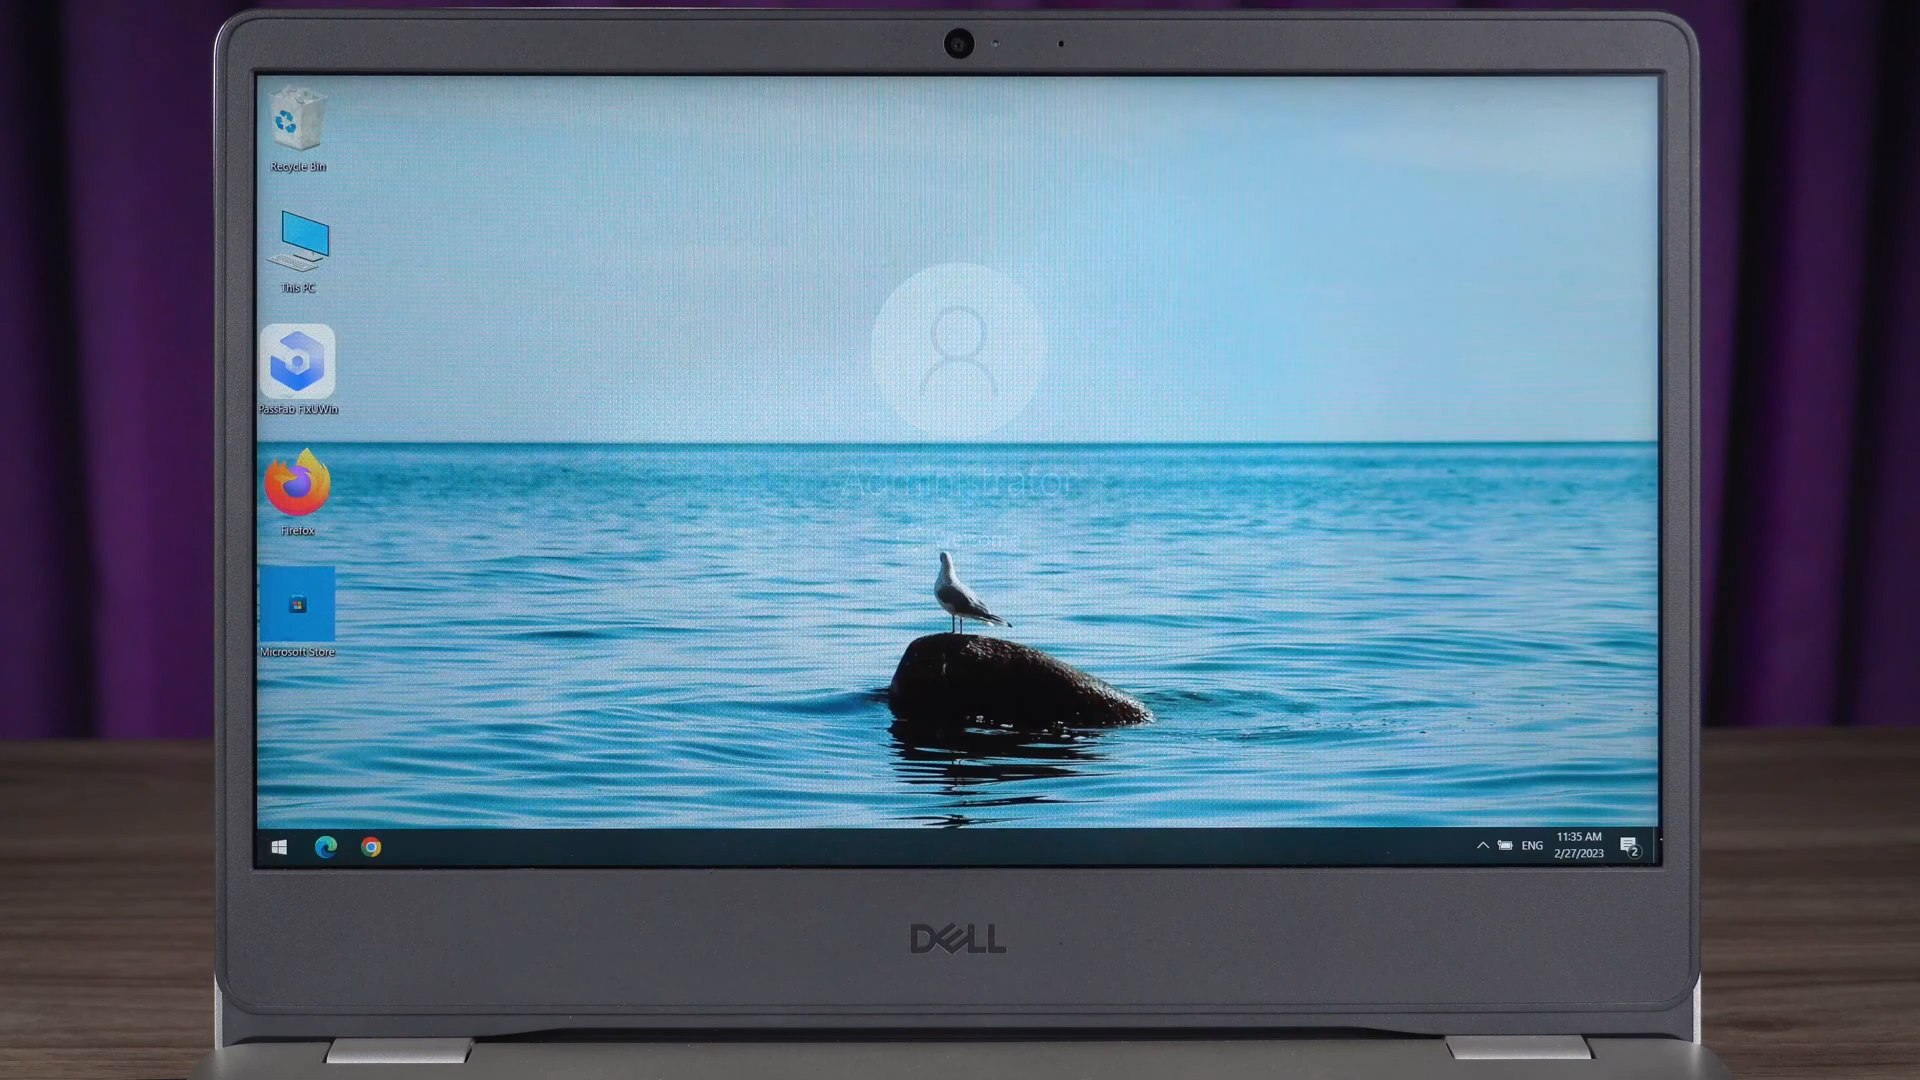 Recycle Bin
This PC
PassFab FixUWin
Firefox
Microsoft Store
Administrator
Welcome
ENG
11:35 AM
2/27/2023
2
DELL